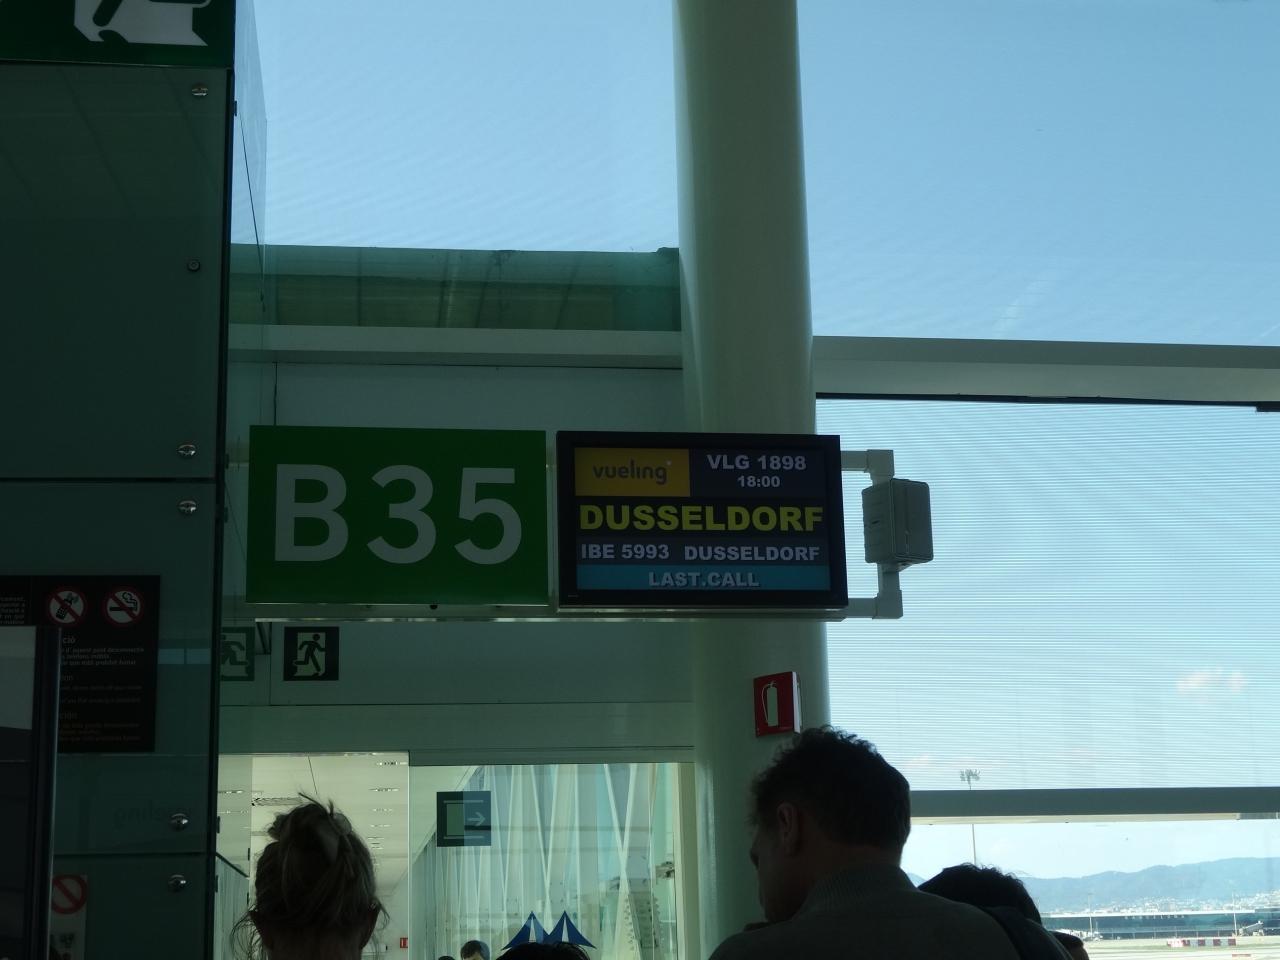 B35
vueling
VLG 1898
18:00
DUSSELDORF
IBE 5993 DUSSELDORF
LAST.CALL